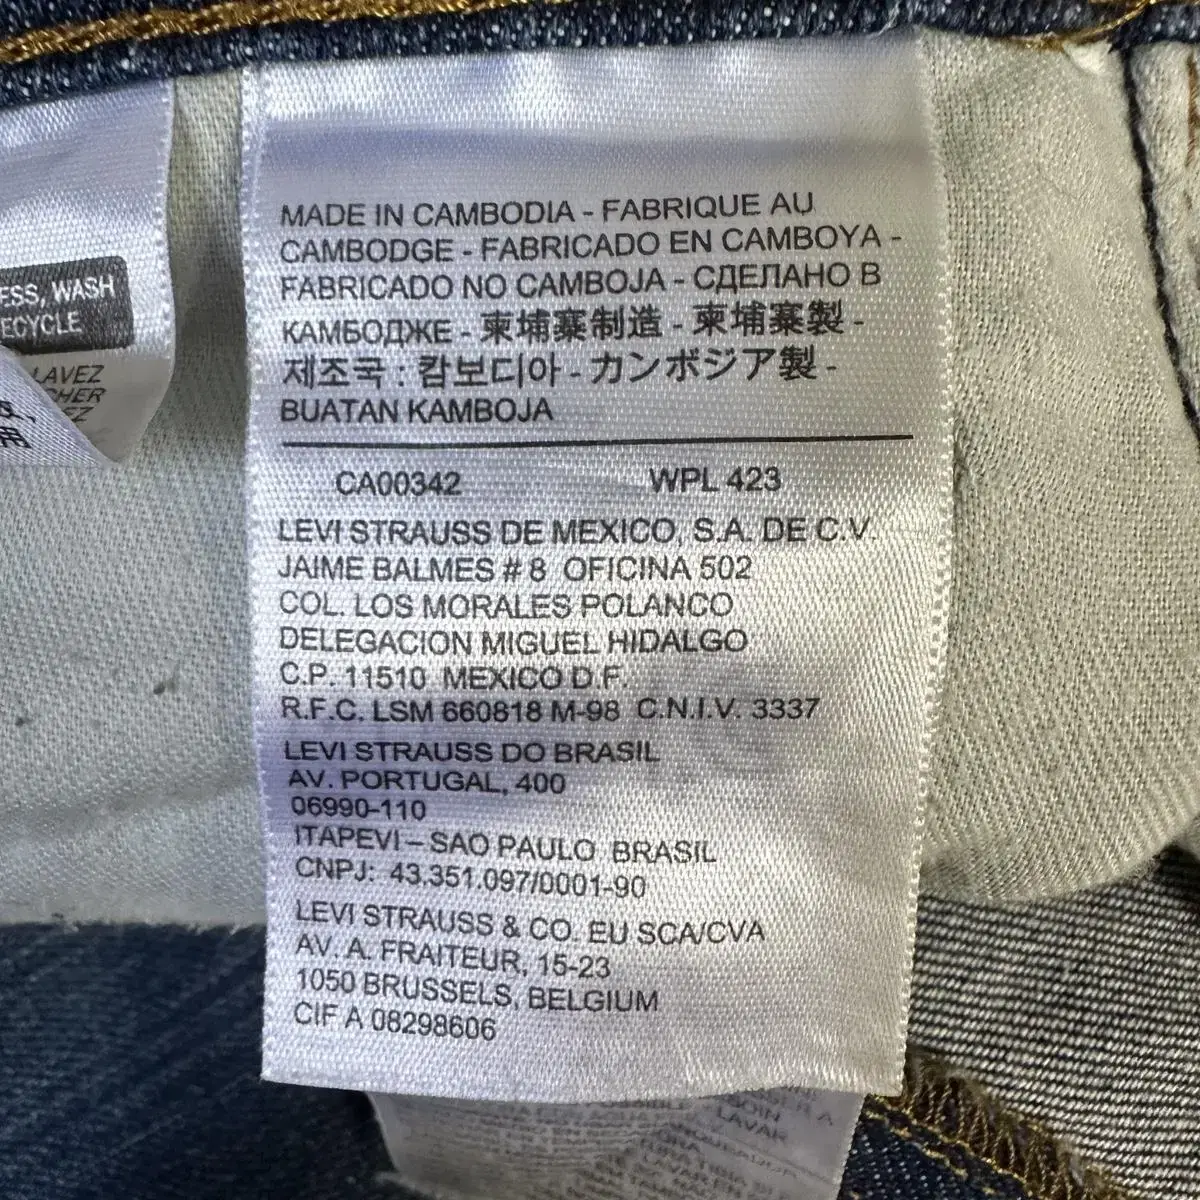 MADE IN CAMBODIA - FABRIQUE AU
CAMBODGE - FABRICADO EN CAMBOYA -
FABRICADO NO CAMBOJA - СДЕЛАНО В
КАМБОДЖЕ - 柬埔寨制造 - 柬埔寨製 -
제조국 : 캄보디아 - カンボジア製 -
BUATAN KAMBOJA
CA00342 WPL 423
LEVI STRAUSS DE MEXICO, S.A. DE C.V.
JAIME BALMES # 8 OFICINA 502
COL. LOS MORALES POLANCO
DELEGACION MIGUEL HIDALGO
C.P. 11510 MEXICO D.F.
R.F.C. LSM 660818 M-98 C.N.I.V. 3337
LEVI STRAUSS DO BRASIL
AV. PORTUGAL, 400
06990-110
ITAPEVI – SAO PAULO BRASIL
CNPJ: 43.351.097/0001-90
LEVI STRAUSS & CO. EU SCA/CVA
AV. A. FRAITEUR, 15-23
1050 BRUSSELS, BELGIUM
CIF A 08298606
ESS, WASH
ECYCLE
LAVEZ
CHER
EZ
用
LAVAR